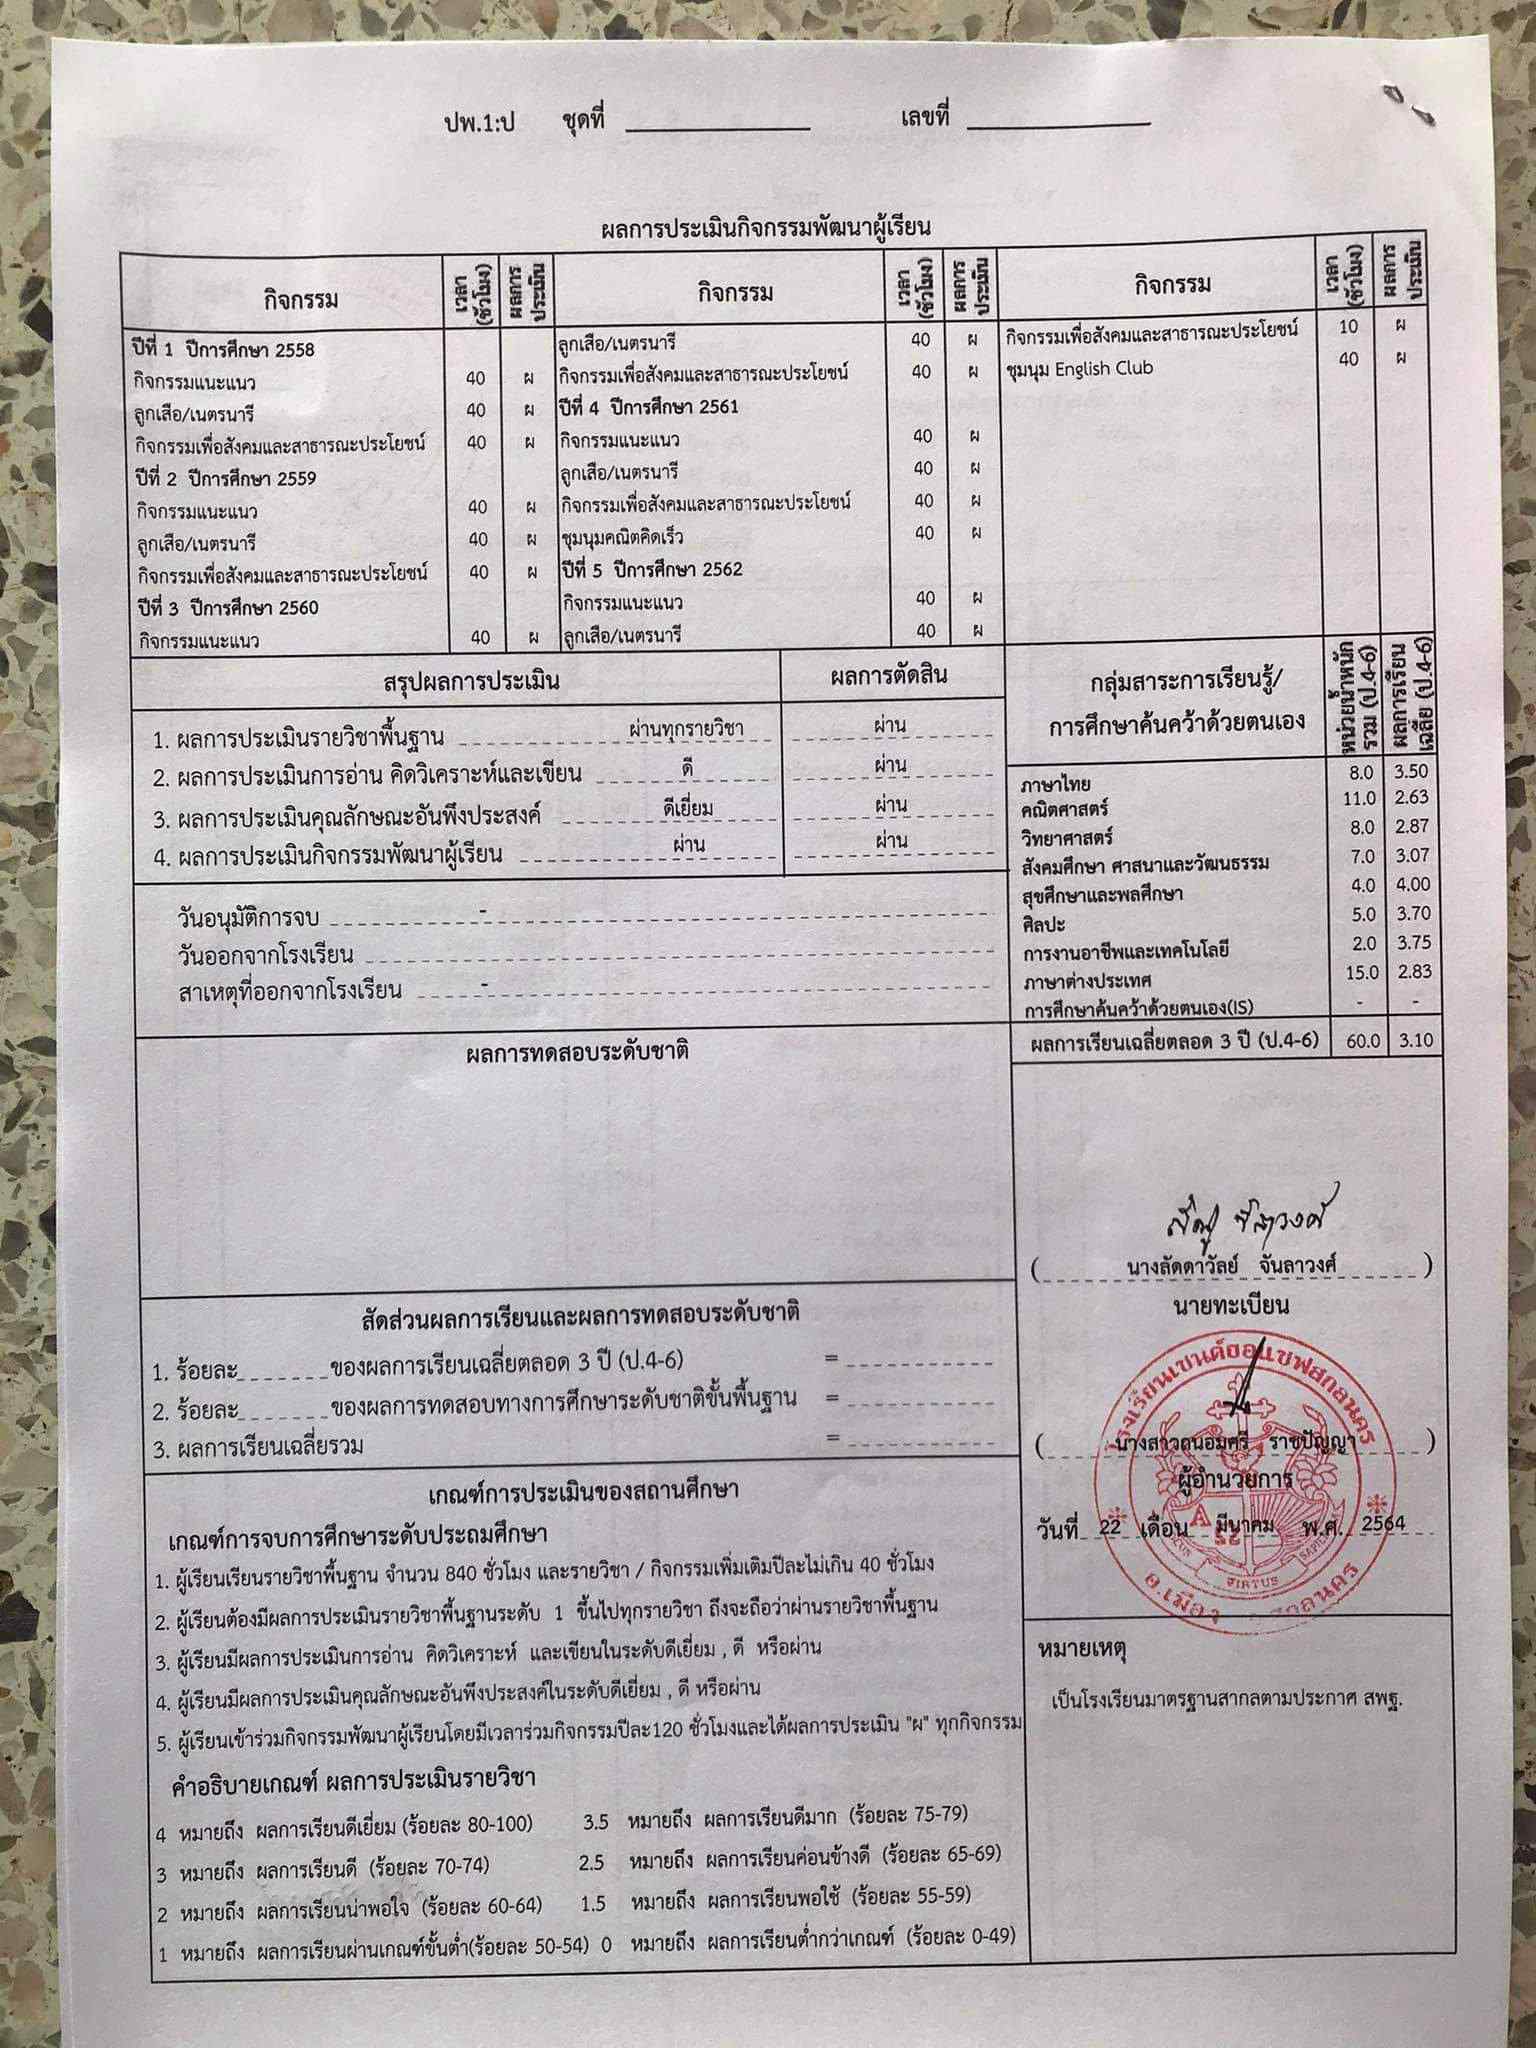 ปพ.1:ป ชุดที่ เลขที่
ผลการประเมินกิจกรรมพัฒนาผู้เรียน
กิจกรรม เวลา (ชั่วโมง) ผลการประเมิน
ปีที่ 1 ปีการศึกษา 2558
กิจกรรมแนะแนว 40 ผ
ลูกเสือ/เนตรนารี 40 ผ
กิจกรรมเพื่อสังคมและสาธารณะประโยชน์ 40 ผ
ปีที่ 2 ปีการศึกษา 2559
กิจกรรมแนะแนว 40 ผ
ลูกเสือ/เนตรนารี 40 ผ
กิจกรรมเพื่อสังคมและสาธารณะประโยชน์ 40 ผ
ปีที่ 3 ปีการศึกษา 2560
กิจกรรมแนะแนว 40 ผ
กิจกรรม เวลา (ชั่วโมง) ผลการประเมิน
ลูกเสือ/เนตรนารี 40 ผ
กิจกรรมเพื่อสังคมและสาธารณะประโยชน์ 40 ผ
ปีที่ 4 ปีการศึกษา 2561
กิจกรรมแนะแนว 40 ผ
ลูกเสือ/เนตรนารี 40 ผ
กิจกรรมเพื่อสังคมและสาธารณะประโยชน์ 40 ผ
ชุมนุมคณิตคิดเร็ว 40 ผ
ปีที่ 5 ปีการศึกษา 2562
กิจกรรมแนะแนว 40 ผ
ลูกเสือ/เนตรนารี 40 ผ
กิจกรรม เวลา (ชั่วโมง) ผลการประเมิน
กิจกรรมเพื่อสังคมและสาธารณะประโยชน์ 10 ผ
ชุมนุม English Club 40 ผ
สรุปผลการประเมิน ผลการตัดสิน
1. ผลการประเมินรายวิชาพื้นฐาน ผ่านทุกรายวิชา ผ่าน
2. ผลการประเมินการอ่าน คิดวิเคราะห์และเขียน ดี ผ่าน
3. ผลการประเมินคุณลักษณะอันพึงประสงค์ ดีเยี่ยม ผ่าน
4. ผลการประเมินกิจกรรมพัฒนาผู้เรียน ผ่าน ผ่าน
วันอนุมัติการจบ -
วันออกจากโรงเรียน
สาเหตุที่ออกจากโรงเรียน -
กลุ่มสาระการเรียนรู้/
การศึกษาค้นคว้าด้วยตนเอง
หน่วยน้ำหนัก รวม (ป.4-6)
ผลการเรียน เฉลี่ย (ป.4-6)
ภาษาไทย 8.0 3.50
คณิตศาสตร์ 11.0 2.63
วิทยาศาสตร์ 8.0 2.87
สังคมศึกษา ศาสนาและวัฒนธรรม 7.0 3.07
สุขศึกษาและพลศึกษา 4.0 4.00
ศิลปะ 5.0 3.70
การงานอาชีพและเทคโนโลยี 2.0 3.75
ภาษาต่างประเทศ 15.0 2.83
การศึกษาค้นคว้าด้วยตนเอง(IS) - -
ผลการเรียนเฉลี่ยตลอด 3 ปี (ป.4-6) 60.0 3.10
ผลการทดสอบระดับชาติ
สัดส่วนผลการเรียนและผลการทดสอบระดับชาติ
1. ร้อยละ ของผลการเรียนเฉลี่ยตลอด 3 ปี (ป.4-6) =
2. ร้อยละ ของผลการทดสอบทางการศึกษาระดับชาติขั้นพื้นฐาน =
3. ผลการเรียนเฉลี่ยรวม =
(นางลัดดาวัลย์ จันลาวงศ์)
นายทะเบียน
โรงเรียนเซนต์ยอแซฟสกลนคร
(นางสาวถนอมศรี ราชปัญญา)
ผู้อำนวยการ
วันที่ 22 เดือน มีนาคม พ.ศ. 2564
VIRTUS
อ.เมือง
เกณฑ์การประเมินของสถานศึกษา
เกณฑ์การจบการศึกษาระดับประถมศึกษา
1. ผู้เรียนเรียนรายวิชาพื้นฐาน จำนวน 840 ชั่วโมง และรายวิชา / กิจกรรมเพิ่มเติมปีละไม่เกิน 40 ชั่วโมง
2. ผู้เรียนต้องมีผลการประเมินรายวิชาพื้นฐานระดับ 1 ขึ้นไปทุกรายวิชา ถึงจะถือว่าผ่านรายวิชาพื้นฐาน
3. ผู้เรียนมีผลการประเมินการอ่าน คิดวิเคราะห์ และเขียนในระดับดีเยี่ยม , ดี หรือผ่าน
4. ผู้เรียนมีผลการประเมินคุณลักษณะอันพึงประสงค์ในระดับดีเยี่ยม , ดี หรือผ่าน
5. ผู้เรียนเข้าร่วมกิจกรรมพัฒนาผู้เรียนโดยมีเวลาร่วมกิจกรรมปีละ120 ชั่วโมงและได้ผลการประเมิน "ผ" ทุกกิจกรรม
คำอธิบายเกณฑ์ ผลการประเมินรายวิชา
4 หมายถึง ผลการเรียนดีเยี่ยม (ร้อยละ 80-100) 3.5 หมายถึง ผลการเรียนดีมาก (ร้อยละ 75-79)
3 หมายถึง ผลการเรียนดี (ร้อยละ 70-74) 2.5 หมายถึง ผลการเรียนค่อนข้างดี (ร้อยละ 65-69)
2 หมายถึง ผลการเรียนน่าพอใจ (ร้อยละ 60-64) 1.5 หมายถึง ผลการเรียนพอใช้ (ร้อยละ 55-59)
1 หมายถึง ผลการเรียนผ่านเกณฑ์ขั้นต่ำ(ร้อยละ 50-54) 0 หมายถึง ผลการเรียนต่ำกว่าเกณฑ์ (ร้อยละ 0-49)
หมายเหตุ
เป็นโรงเรียนมาตรฐานสากลตามประกาศ สพฐ.